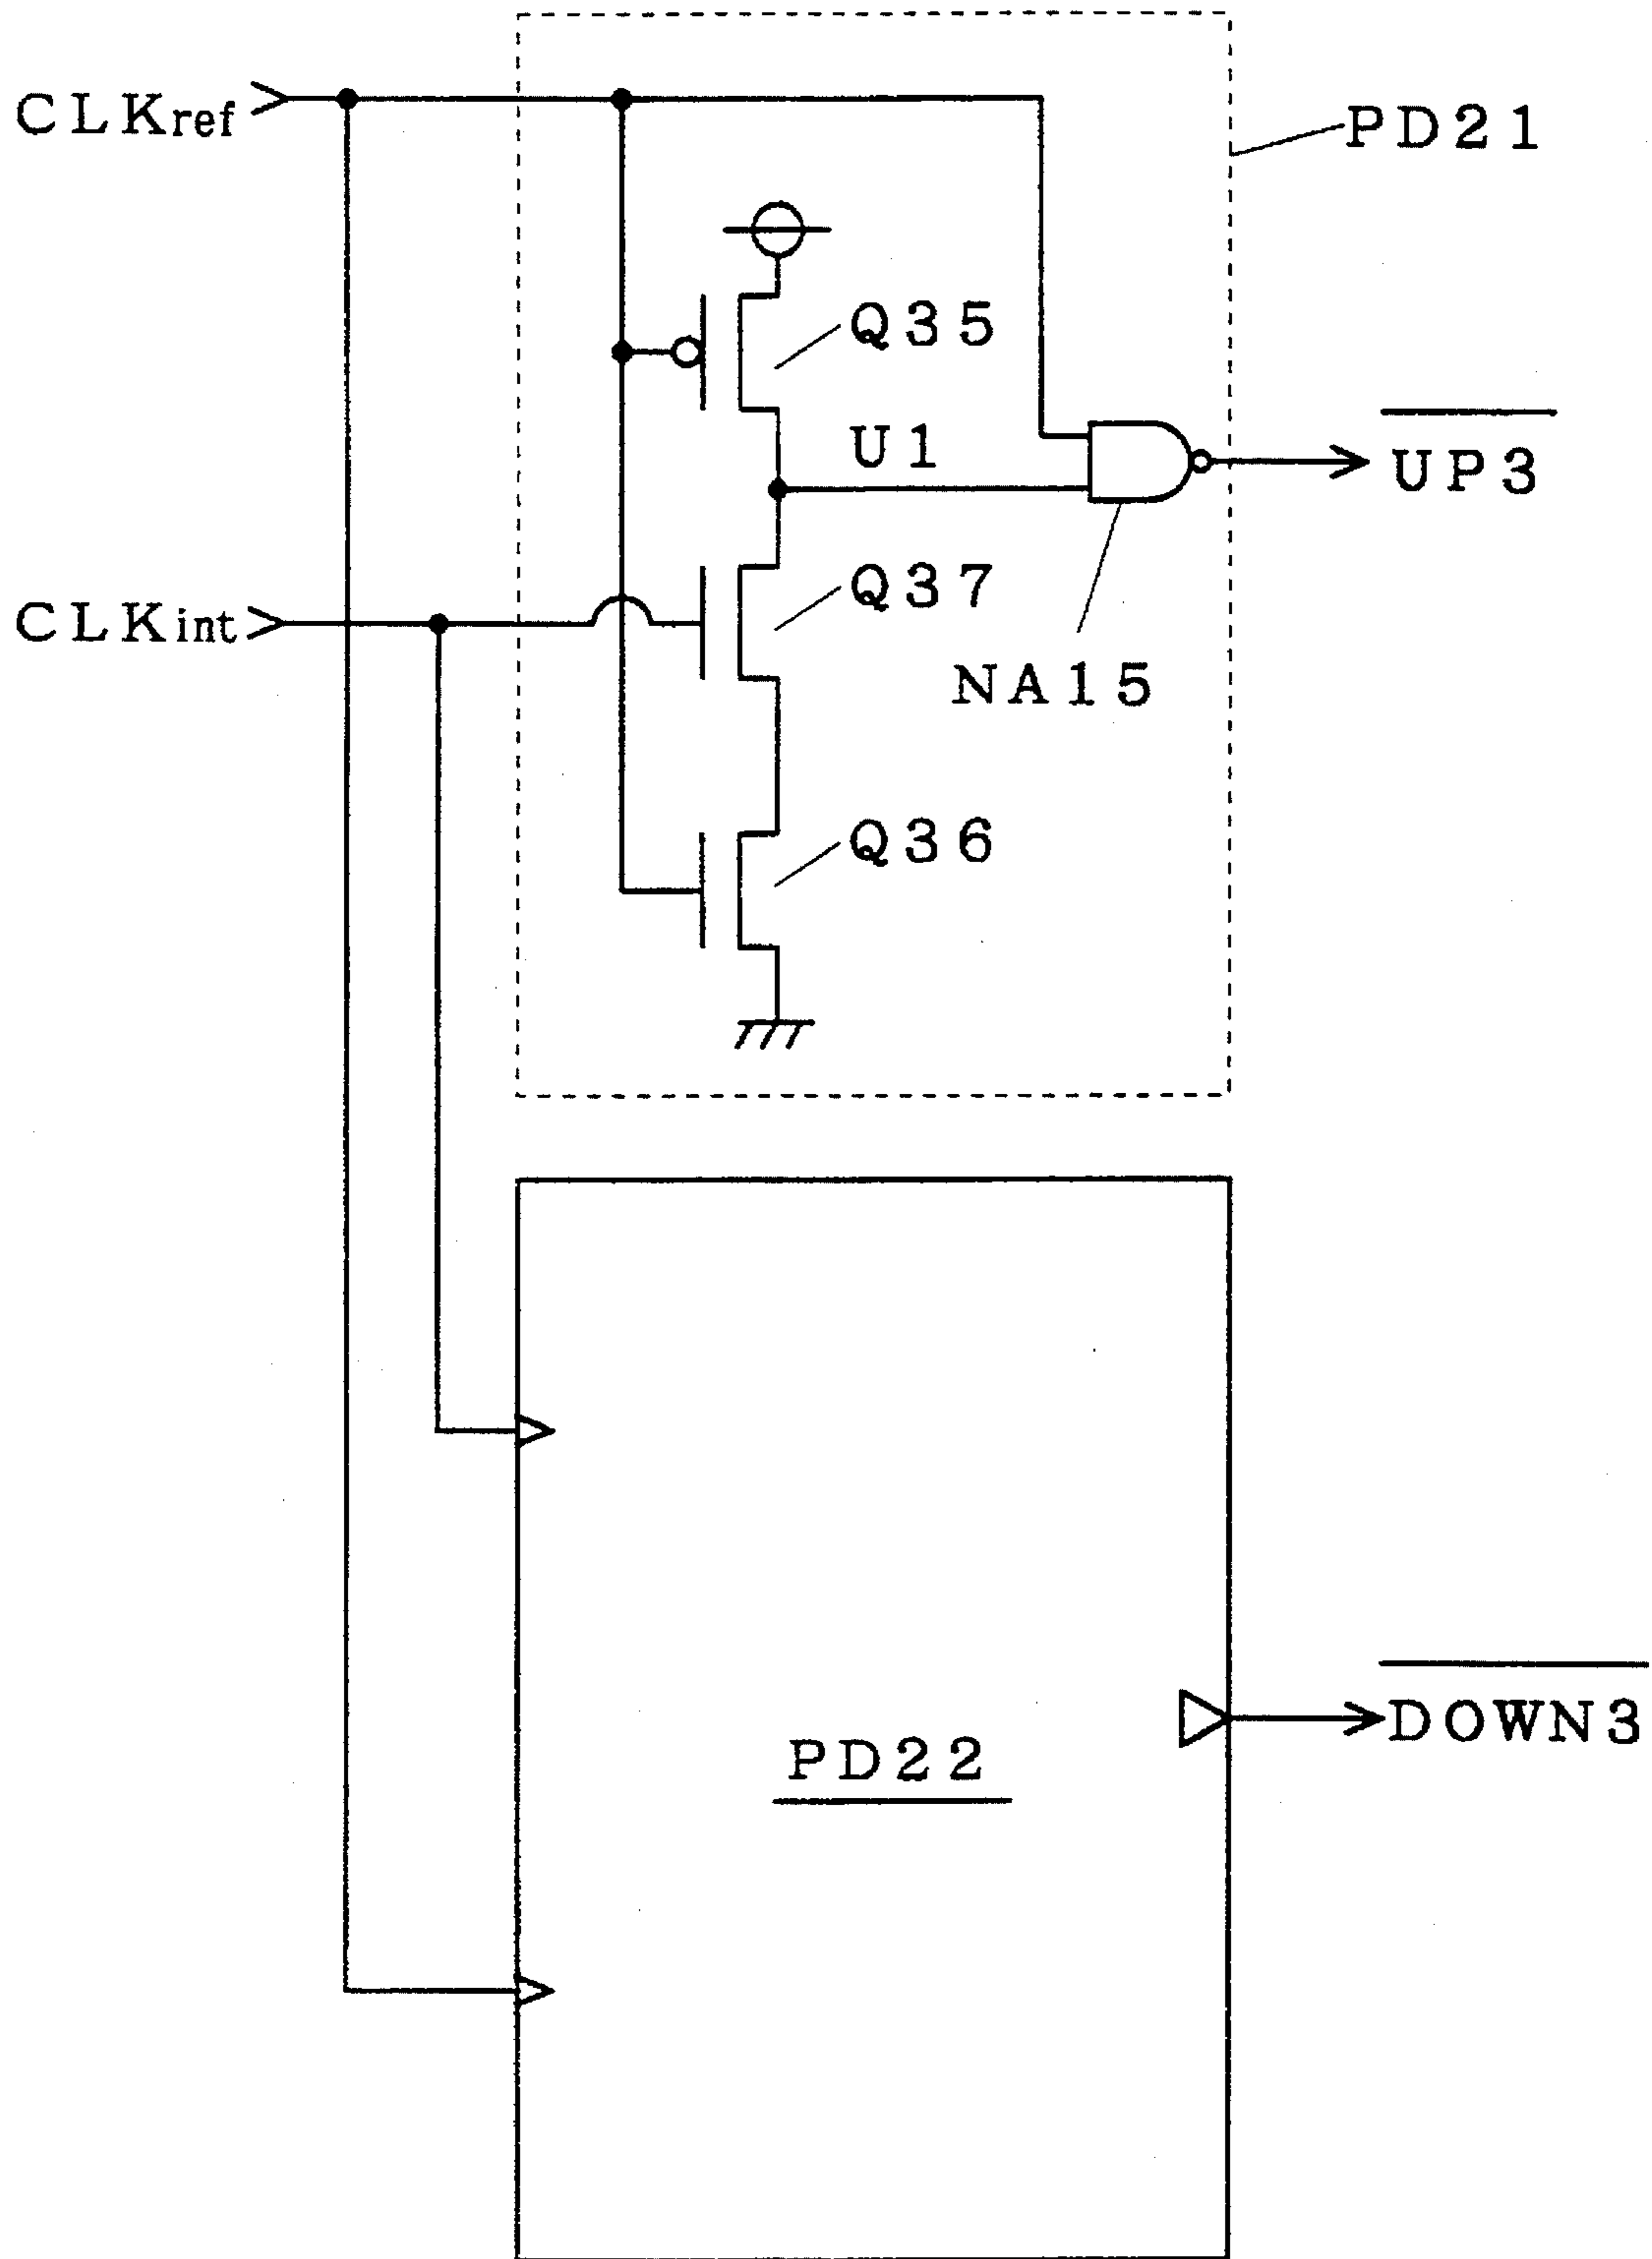 CLKref
PD21
Q35
U1
UP3
Q37
CLKint
NA15
Q36
PD22
DOWN3